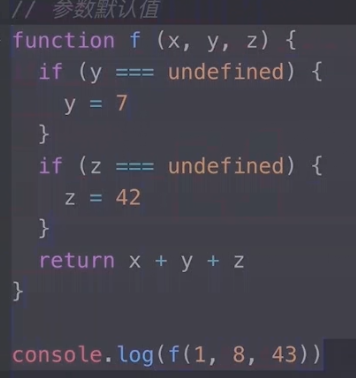 // 参数默认值
function f (x, y, z) {
  if (y === undefined) {
    y = 7
  }
  if (z === undefined) {
    z = 42
  }
  return x + y + z
}

console.log(f(1, 8, 43))